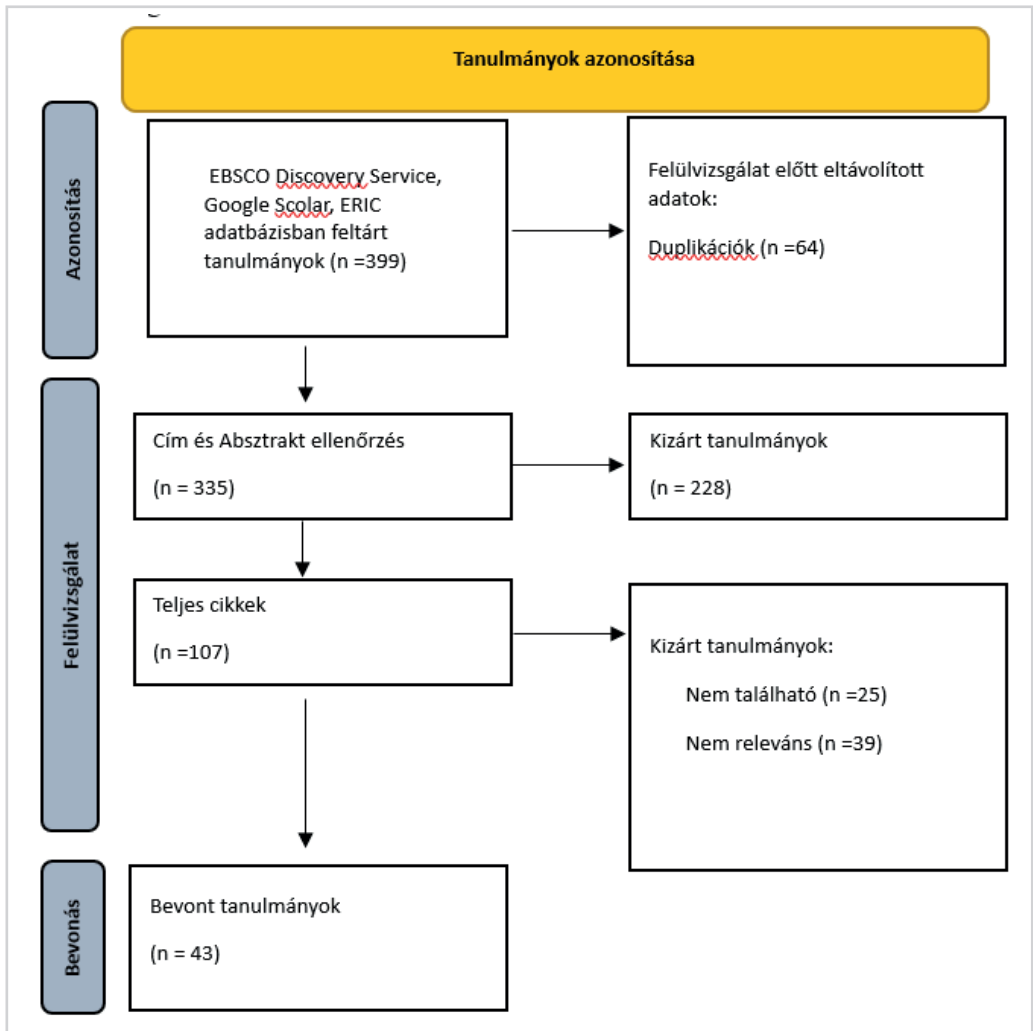 Tanulmányok azonosítása
Azonosítás
EBSCO Discovery Service,
Google Scolar, ERIC
adatbázisban feltárt
tanulmányok (n =399)
Felülvizsgálat előtt eltávolított
adatok:
Duplikációk (n =64)
Felülvizsgálat
Cím és Absztrakt ellenőrzés
(n = 335)
Kizárt tanulmányok
(n = 228)
Teljes cikkek
(n =107)
Kizárt tanulmányok:
Nem található (n =25)
Nem releváns (n =39)
Bevonás
Bevont tanulmányok
(n = 43)